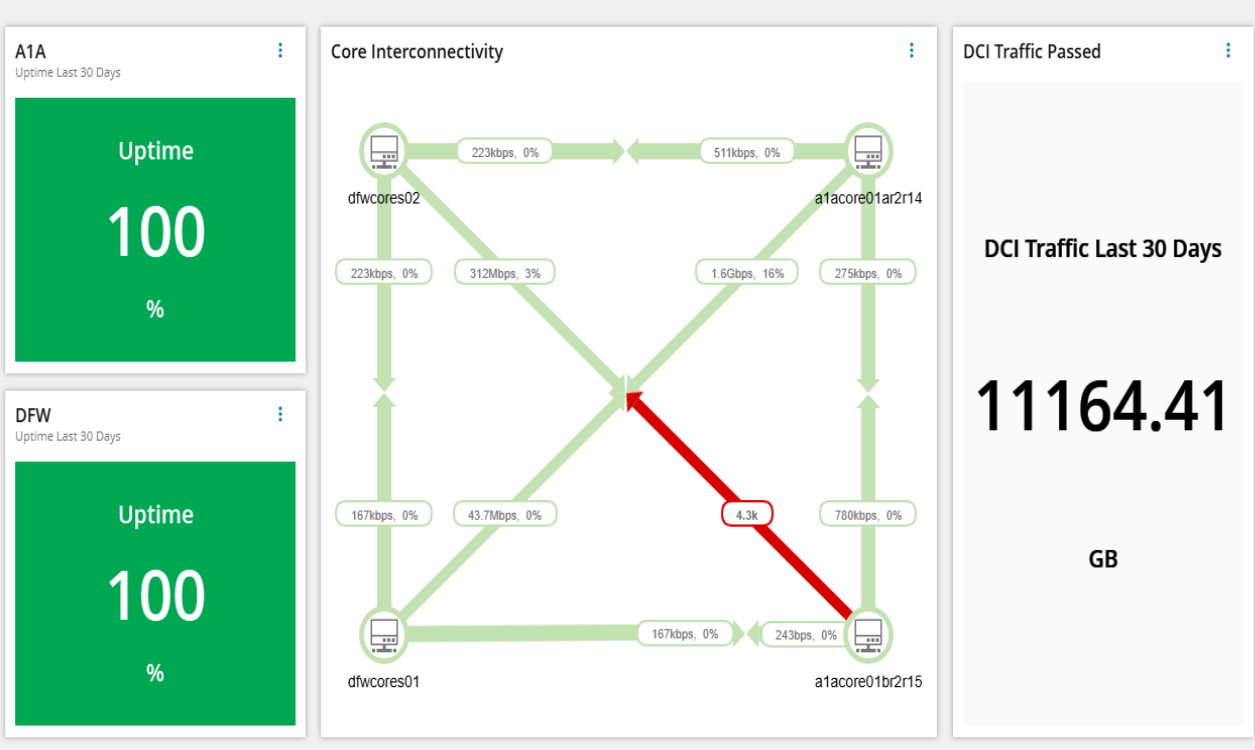 A1A
Uptime Last 30 Days
Uptime
100
%
DFW
Uptime Last 30 Days
Uptime
100
%
Core Interconnectivity
223kbps, 0%
511kbps, 0%
dfwcores02
a1acore01ar2r14
223kbps, 0%
312Mbps, 3%
1.6Gbps, 16%
275kbps, 0%
167kbps, 0%
43.7Mbps, 0%
4.3k
780kbps, 0%
167kbps, 0%
243bps, 0%
dfwcores01
a1acore01br2r15
DCI Traffic Passed
DCI Traffic Last 30 Days
11164.41
GB